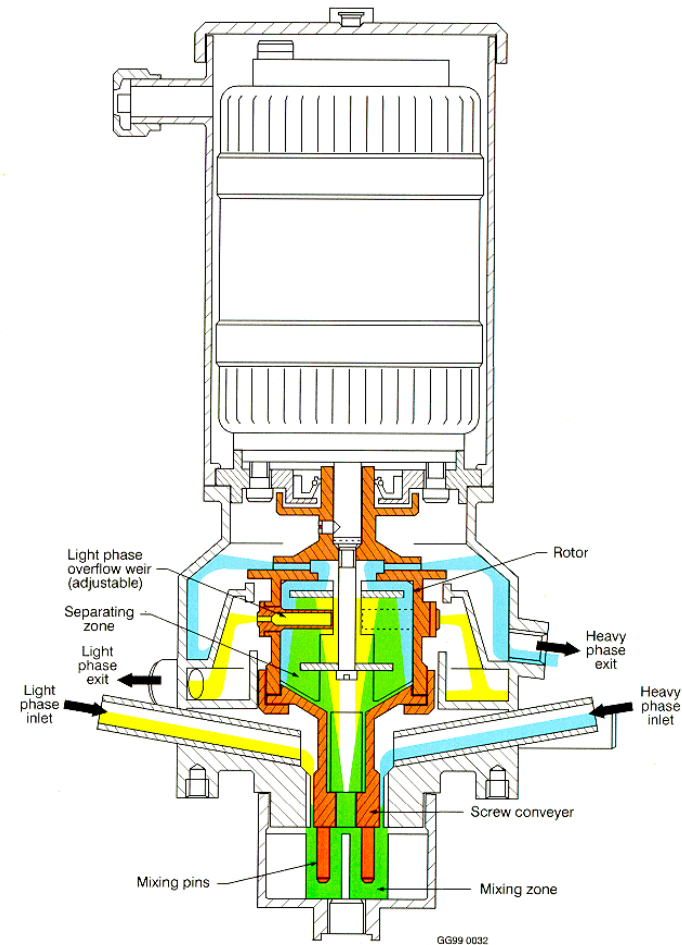 Light phase
overflow weir
(adjustable)
Rotor
Separating
zone
Light
phase
exit
Heavy
phase
exit
Light
phase
inlet
Heavy
phase
inlet
Screw conveyer
Mixing pins
Mixing zone
GG99 0032